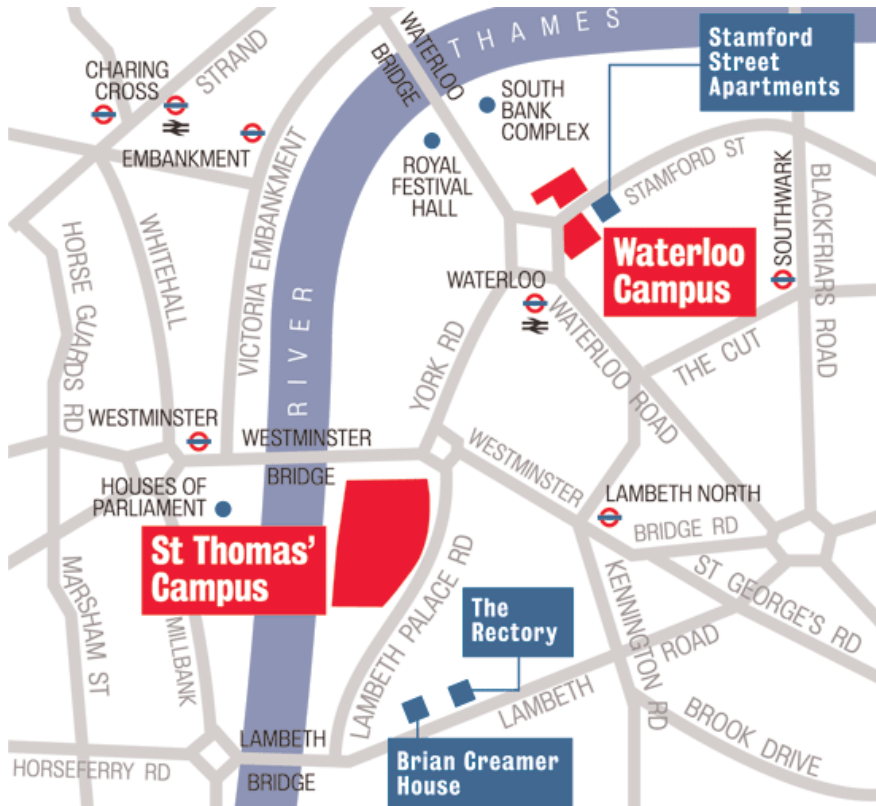 THAMES
Stamford
Street
Apartments
WATERLOO
BRIDGE
STRAND
CHARING
CROSS
SOUTH
BANK
COMPLEX
EMBANKMENT
ROYAL
FESTIVAL
HALL
STAMFORD ST
SOUTHWARK
BLACKFRIARS ROAD
HORSE GUARDS RD
WHITEHALL
VICTORIA EMBANKMENT
RIVER
Waterloo
Campus
WATERLOO
WATERLOO ROAD
YORK RD
THE CUT
WESTMINSTER
WESTMINSTER
BRIDGE
WESTMINSTER
BRIDGE RD
HOUSES OF
PARLIAMENT
LAMBETH NORTH
St Thomas’
Campus
ST GEORGE'S RD
MARSHAM ST
MILLBANK
LAMBETH PALACE RD
The
Rectory
KENNINGTON RD
LAMBETH ROAD
BROOK DRIVE
LAMBETH
BRIDGE
HORSEFERRY RD
Brian Creamer
House